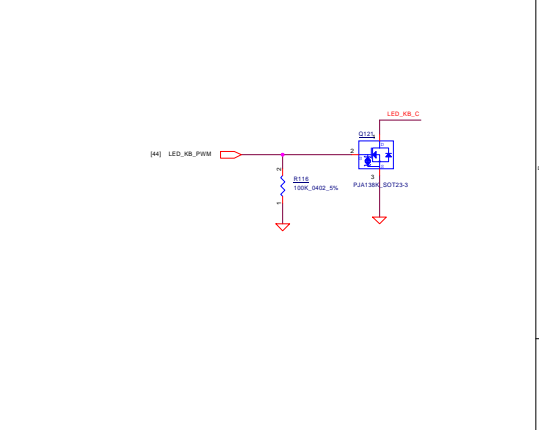 LED_KB_C
Q121
[44] LED_KB_PWM
2
2
R116
100K_0402_5%
1
3
PJA138K_SOT23-3